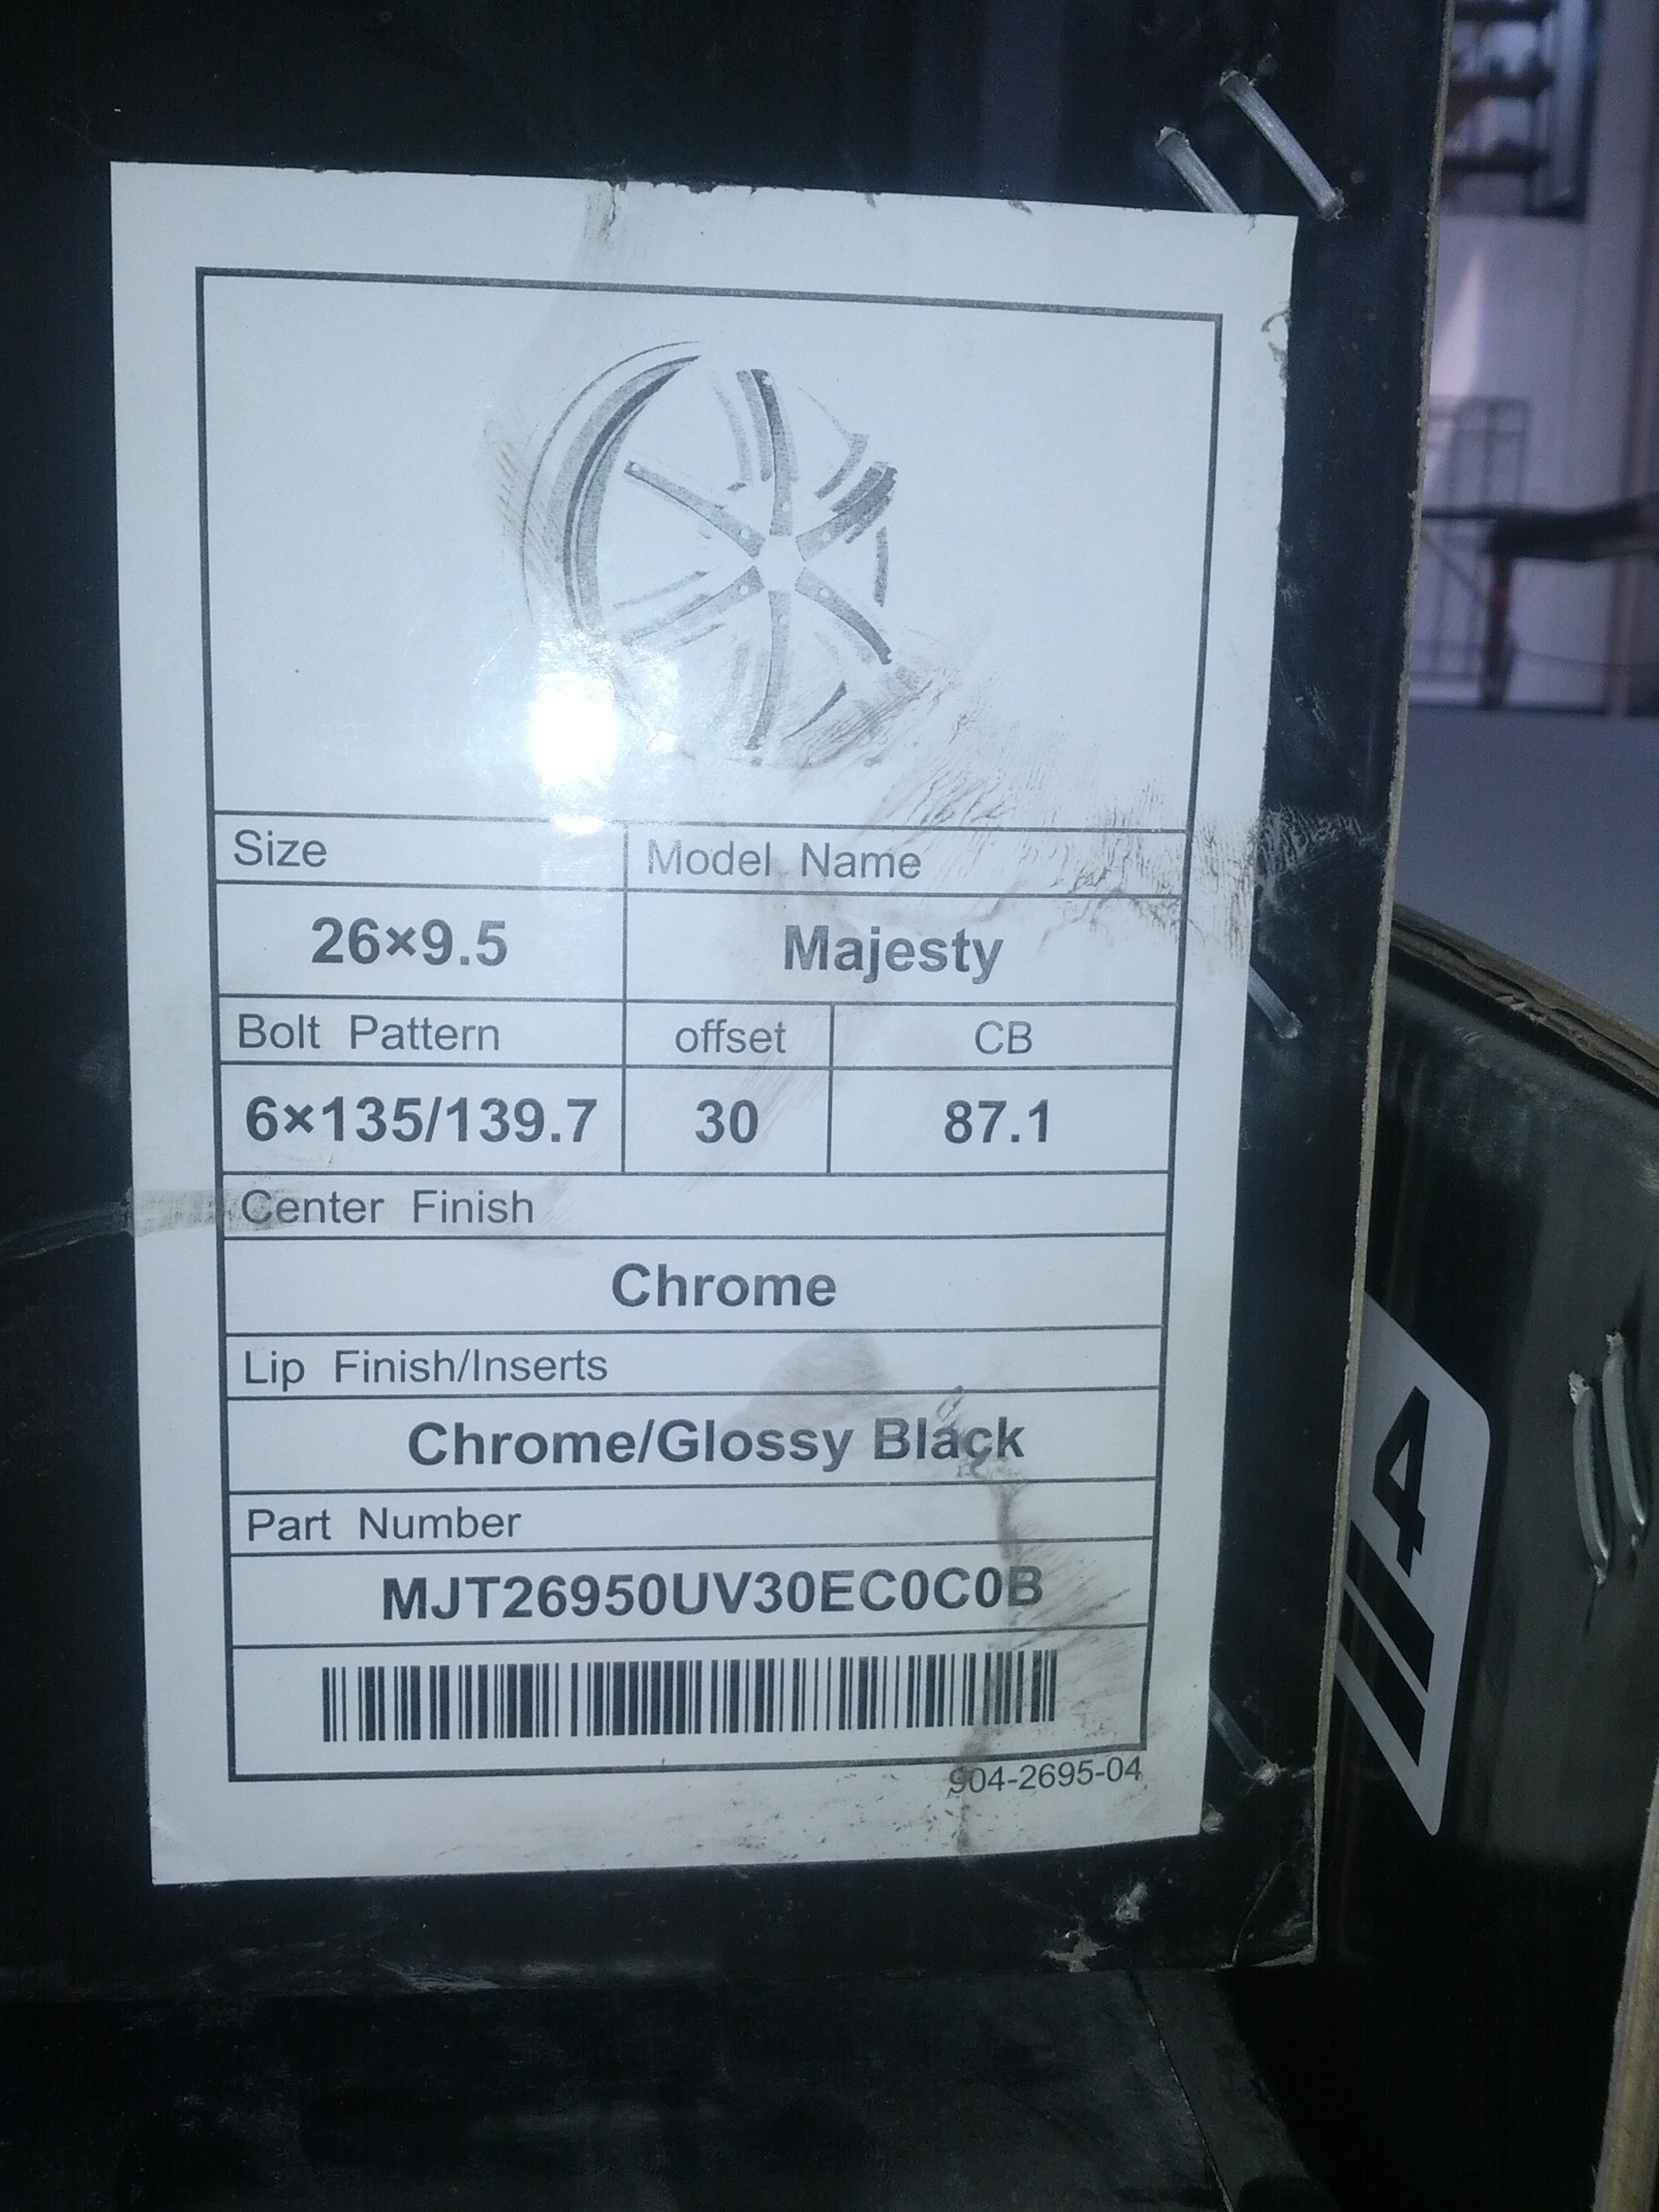 Size
Model Name
26×9.5
Majesty
Bolt Pattern
offset
CB
6×135/139.7
30
87.1
Center Finish
Chrome
Lip Finish/Inserts
Chrome/Glossy Black
Part Number
MJT26950UV30EC0C0B
904-2695-04
4